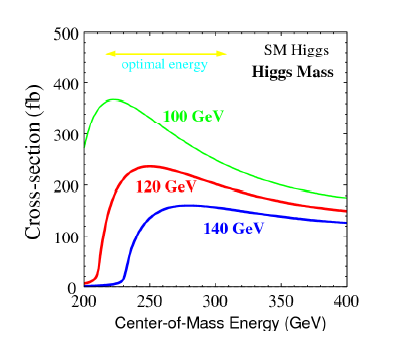 500
SM Higgs
optimal energy
Higgs Mass
400
100 GeV
300
Cross-section (fb)
200
120 GeV
140 GeV
100
0
200
250
300
350
400
Center-of-Mass Energy (GeV)